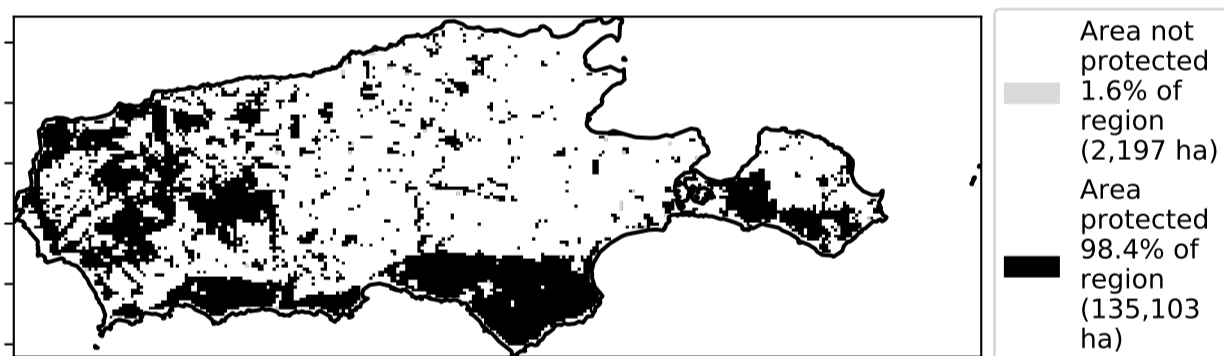 Area not
protected
1.6% of
region
(2,197 ha)
Area
protected
98.4% of
region
(135,103
ha)